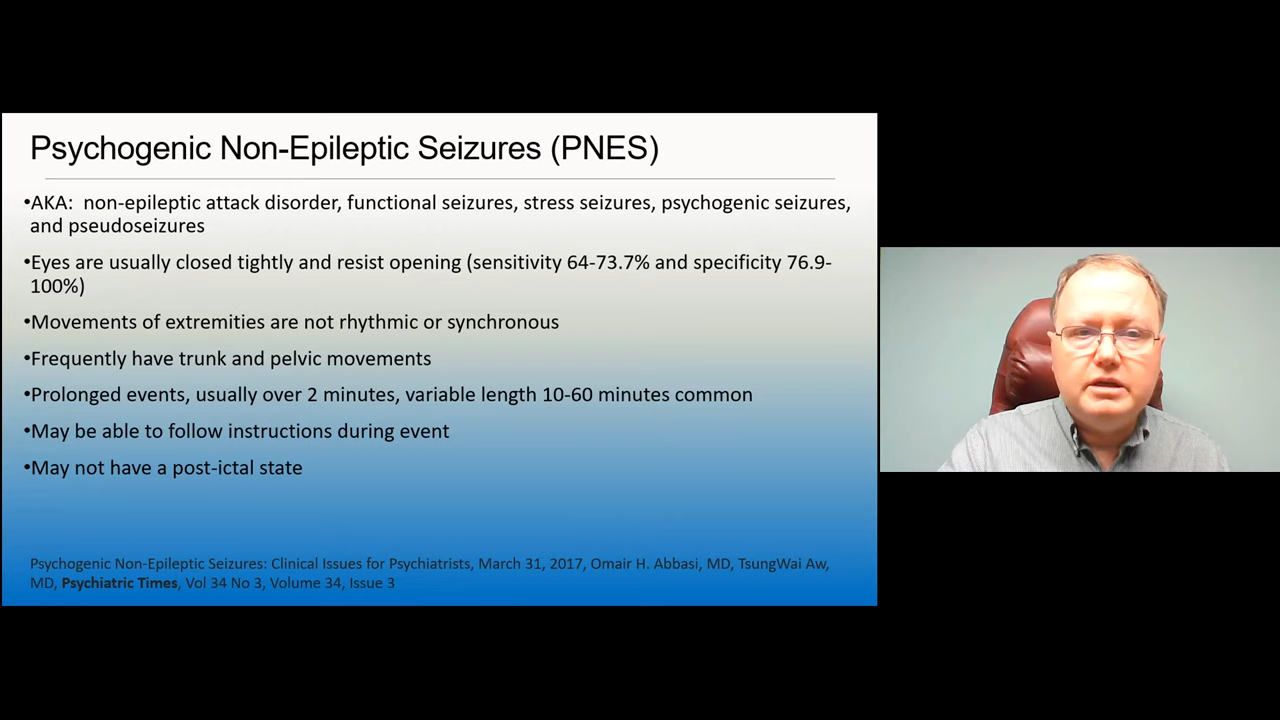 Psychogenic Non-Epileptic Seizures (PNES)
•AKA:  non-epileptic attack disorder, functional seizures, stress seizures, psychogenic seizures,
and pseudoseizures
•Eyes are usually closed tightly and resist opening (sensitivity 64-73.7% and specificity 76.9-
100%)
•Movements of extremities are not rhythmic or synchronous
•Frequently have trunk and pelvic movements
•Prolonged events, usually over 2 minutes, variable length 10-60 minutes common
•May be able to follow instructions during event
•May not have a post-ictal state
Psychogenic Non-Epileptic Seizures: Clinical Issues for Psychiatrists, March 31, 2017, Omair H. Abbasi, MD, TsungWai Aw,
MD, Psychiatric Times, Vol 34 No 3, Volume 34, Issue 3